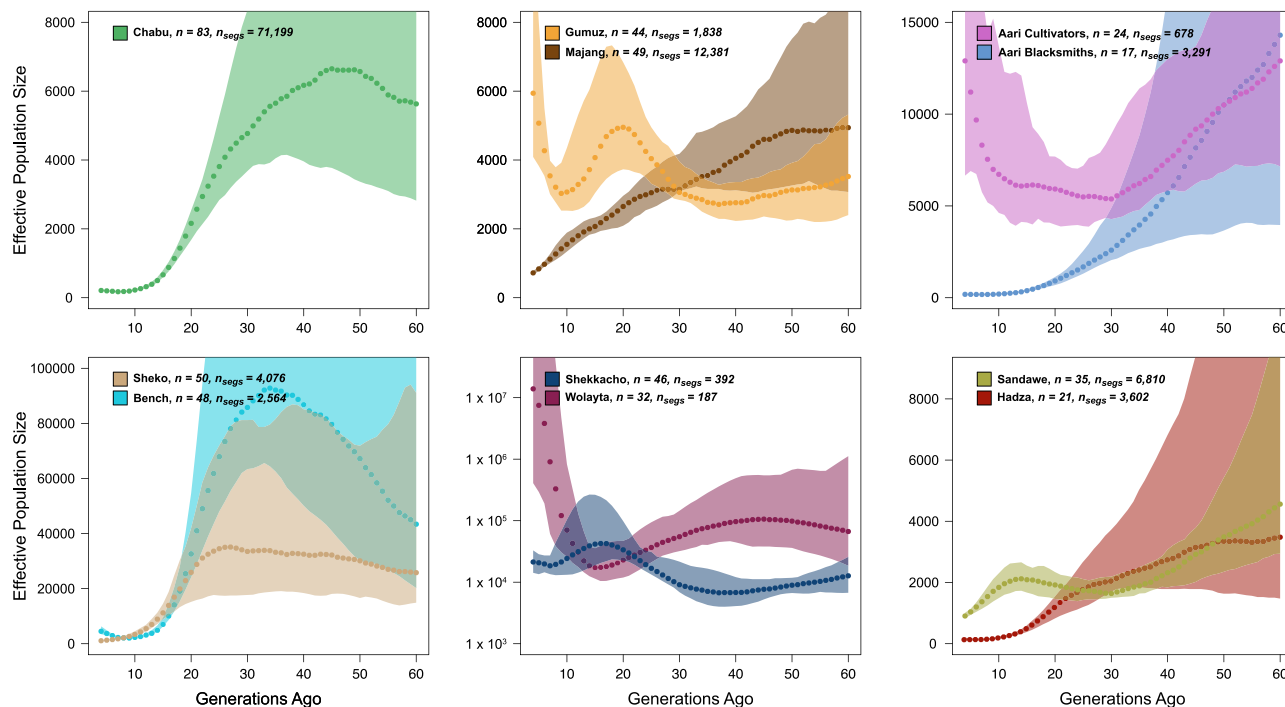 Effective Population Size
8000
6000
4000
2000
0
Chabu, n = 83, nsegs = 71,199
10 20 30 40 50 60
8000
6000
4000
2000
0
Gumuz, n = 44, nsegs = 1,838
Majang, n = 49, nsegs = 12,381
10 20 30 40 50 60
15000
10000
5000
0
Aari Cultivators, n = 24, nsegs = 678
Aari Blacksmiths, n = 17, nsegs = 3,291
10 20 30 40 50 60
Effective Population Size
100000
80000
60000
40000
20000
0
Sheko, n = 50, nsegs = 4,076
Bench, n = 48, nsegs = 2,564
10 20 30 40 50 60
Generations Ago
1 x 10⁷
1 x 10⁶
1 x 10⁵
1 x 10⁴
1 x 10³
Shekkacho, n = 46, nsegs = 392
Wolayta, n = 32, nsegs = 187
10 20 30 40 50 60
Generations Ago
8000
6000
4000
2000
0
Sandawe, n = 35, nsegs = 6,810
Hadza, n = 21, nsegs = 3,602
10 20 30 40 50 60
Generations Ago